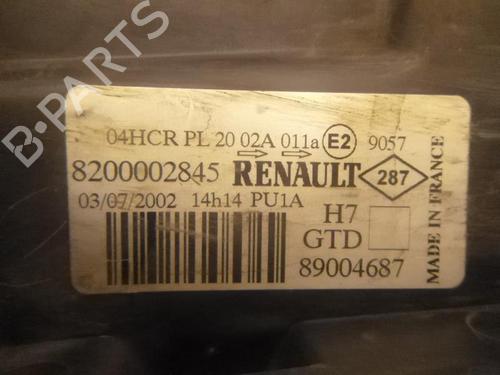 B-PARTS
04HCR PL 20 02A 011a E2 9057
8200002845 RENAULT 287
03/07/2002 14h14 PU1A
H7
GTD
89004687
MADE IN FRANCE